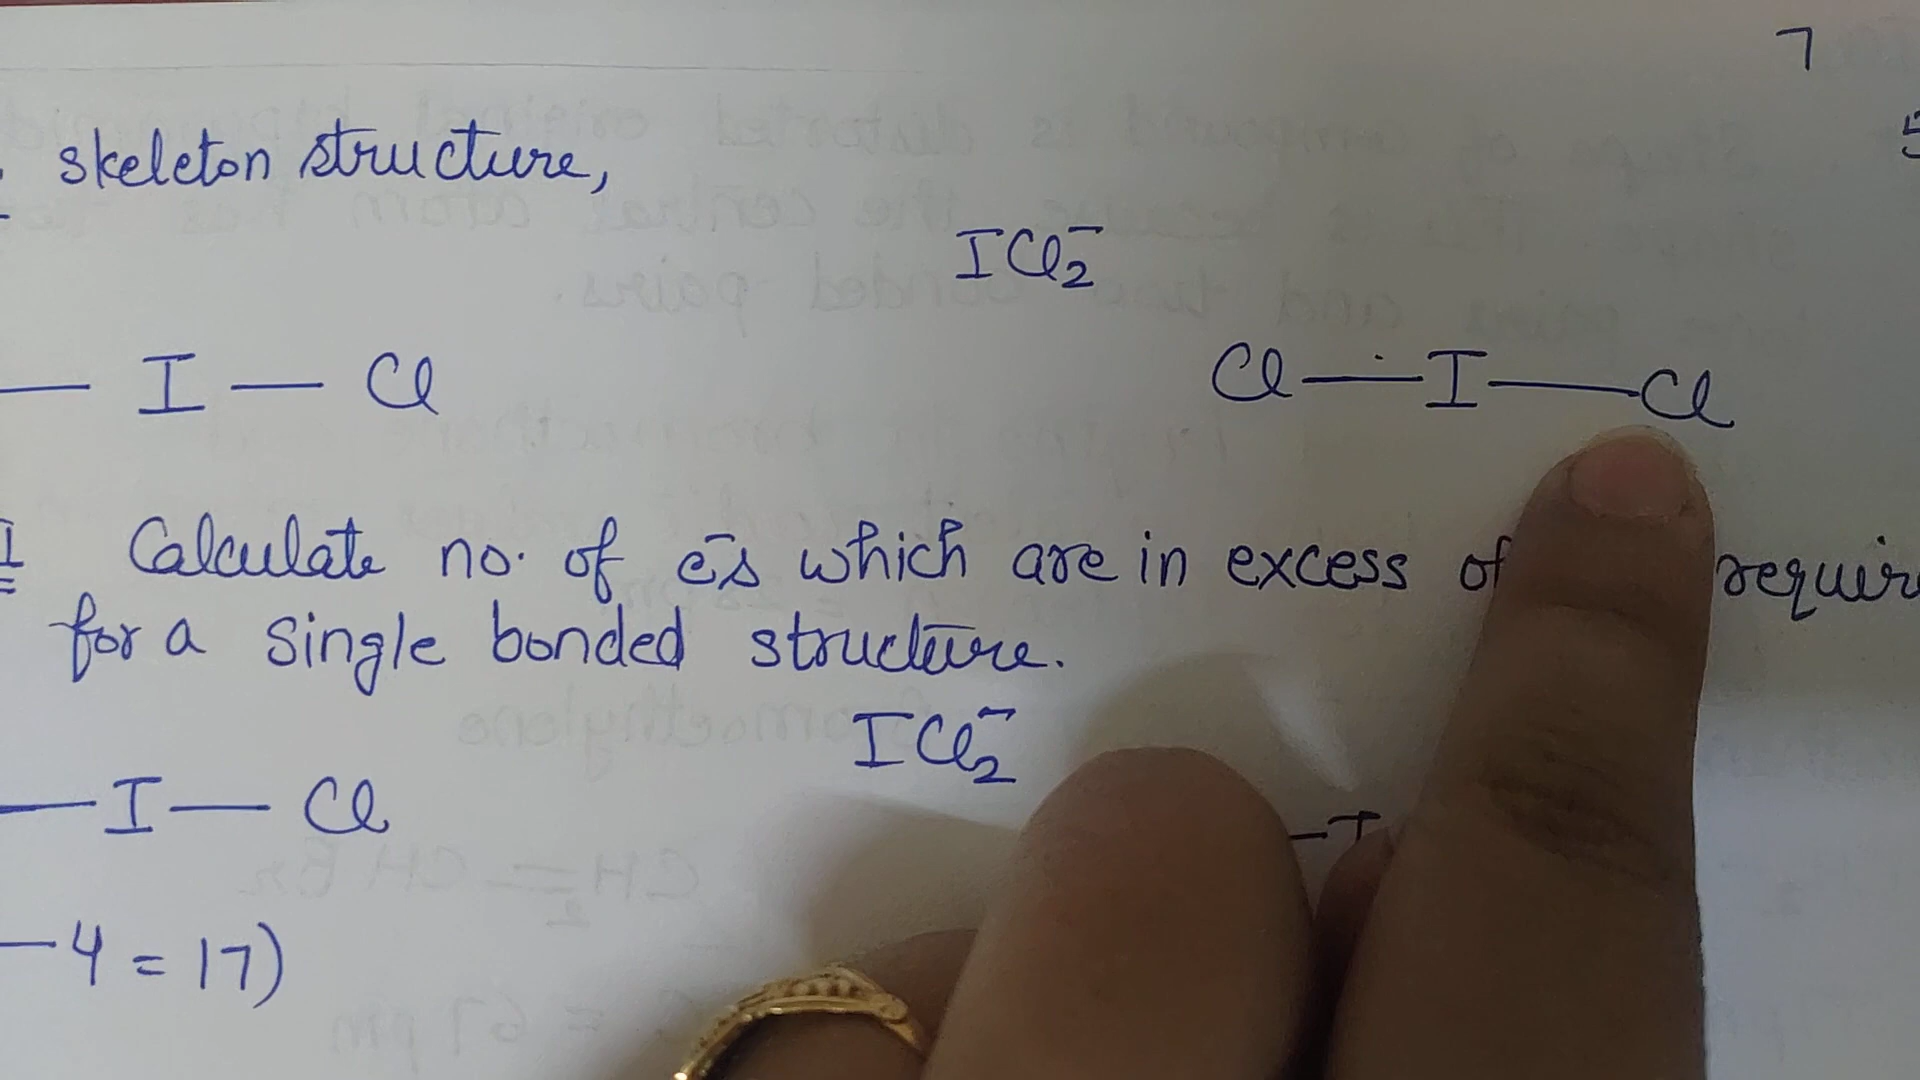 7
skeleton structure,
ICl₂⁻
— I — Cl
Cl — I — Cl
I Calculate no. of e⁻s which are in excess of
for a single bonded structure.
ICl₂⁻
— I — Cl
— I
— 4 = 17)